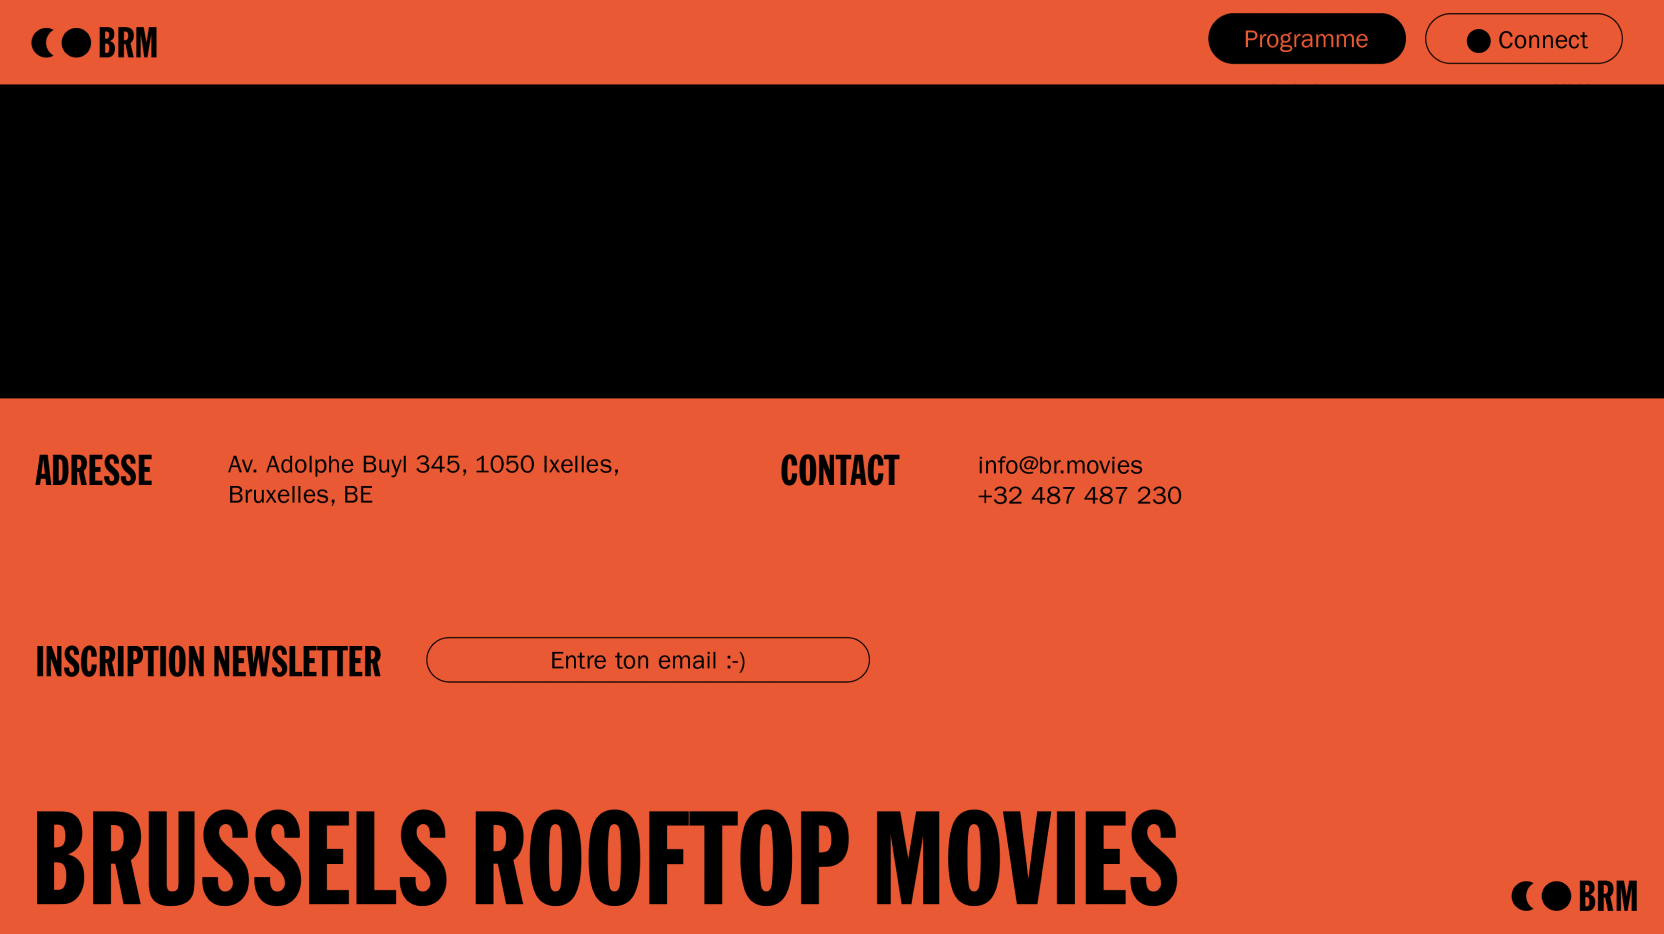 BRM
Programme
Connect
ADRESSE
Av. Adolphe Buyl 345, 1050 Ixelles,
Bruxelles, BE
CONTACT
info@br.movies
+32 487 487 230
INSCRIPTION NEWSLETTER
Entre ton email :-)
BRUSSELS ROOFTOP MOVIES
BRM